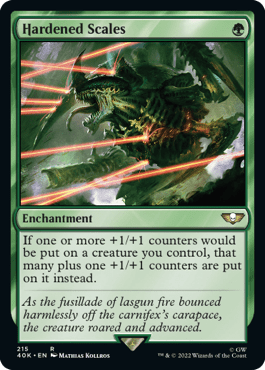 Hardened Scales
Enchantment
If one or more +1/+1 counters would
be put on a creature you control, that
many plus one +1/+1 counters are put
on it instead.
As the fusillade of lasgun fire bounced
harmlessly off the carnifex's carapace,
the creature roared and advanced.
215 R
40K • EN Mathias Kollros
© GW
™ & © 2022 Wizards of the Coast